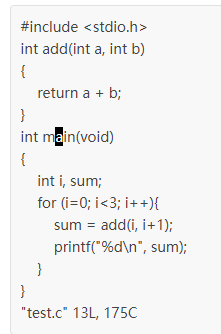 #include <stdio.h>
int add(int a, int b)
{
    return a + b;
}
int main(void)
{
    int i, sum;
    for (i=0; i<3; i++){
        sum = add(i, i+1);
        printf("%d\n", sum);
    }
}
"test.c" 13L, 175C